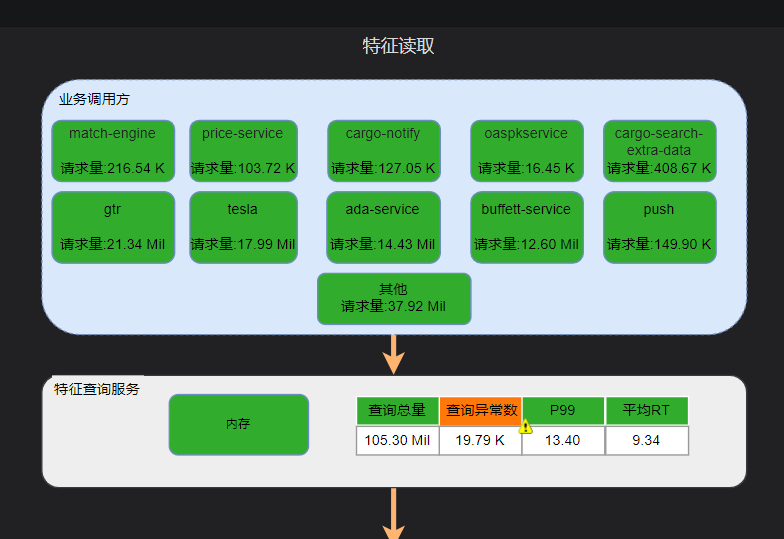 特征读取
业务调用方
match-engine
请求量:216.54 K
price-service
请求量:103.72 K
cargo-notify
请求量:127.05 K
oaspkservice
请求量:16.45 K
cargo-search-
extra-data
请求量:408.67 K
gtr
请求量:21.34 Mil
tesla
请求量:17.99 Mil
ada-service
请求量:14.43 Mil
buffett-service
请求量:12.60 Mil
push
请求量:149.90 K
其他
请求量:37.92 Mil
特征查询服务
内存
查询总量 查询异常数 P99 平均RT
105.30 Mil 19.79 K 13.40 9.34